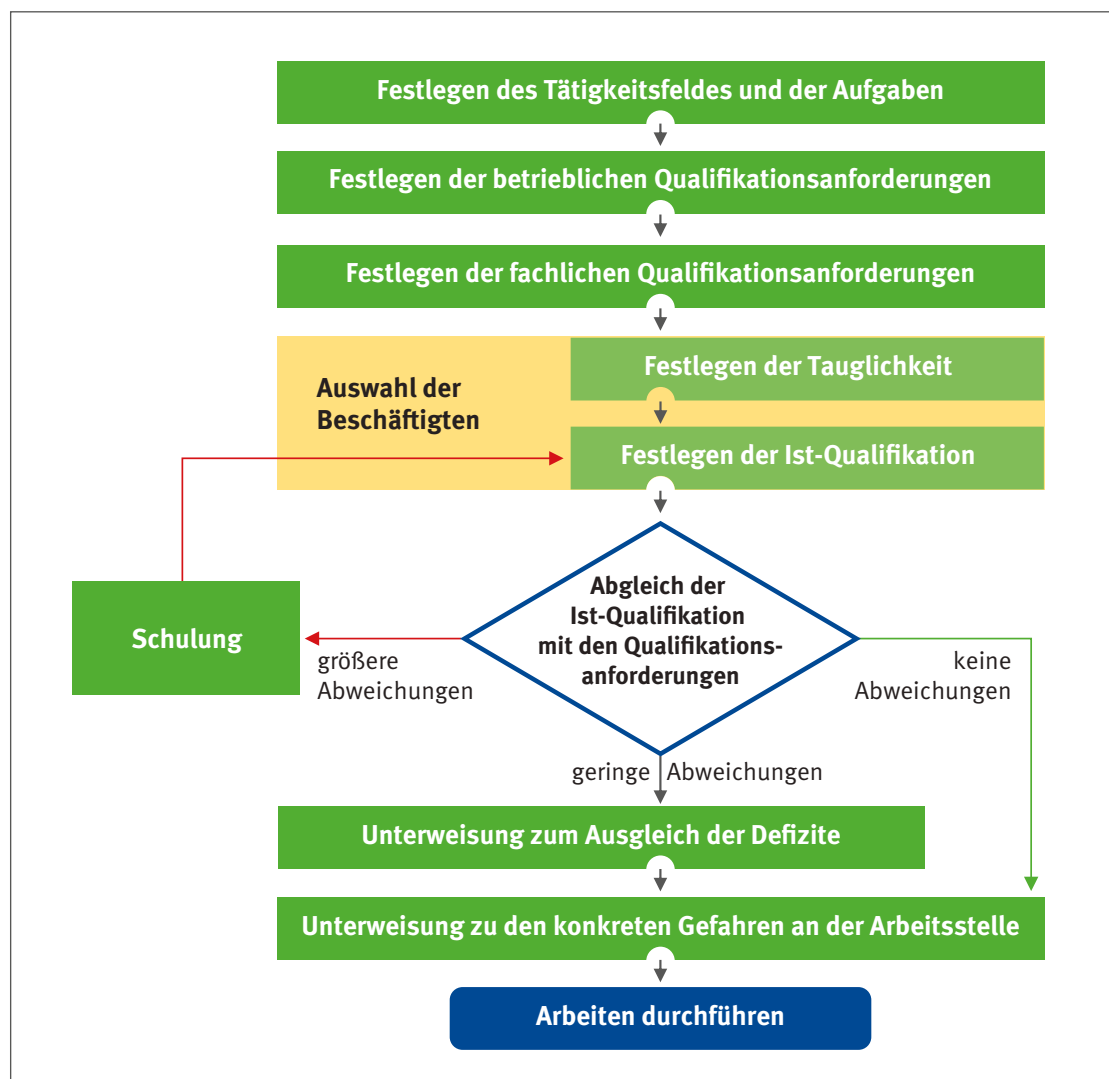 Festlegen des Tätigkeitsfeldes und der Aufgaben
Festlegen der betrieblichen Qualifikationsanforderungen
Festlegen der fachlichen Qualifikationsanforderungen
Auswahl der
Beschäftigten
Festlegen der Tauglichkeit
Festlegen der Ist-Qualifikation
Abgleich der
Ist-Qualifikation
mit den Qualifikations-
anforderungen
Schulung
größere
Abweichungen
keine
Abweichungen
geringe Abweichungen
Unterweisung zum Ausgleich der Defizite
Unterweisung zu den konkreten Gefahren an der Arbeitsstelle
Arbeiten durchführen